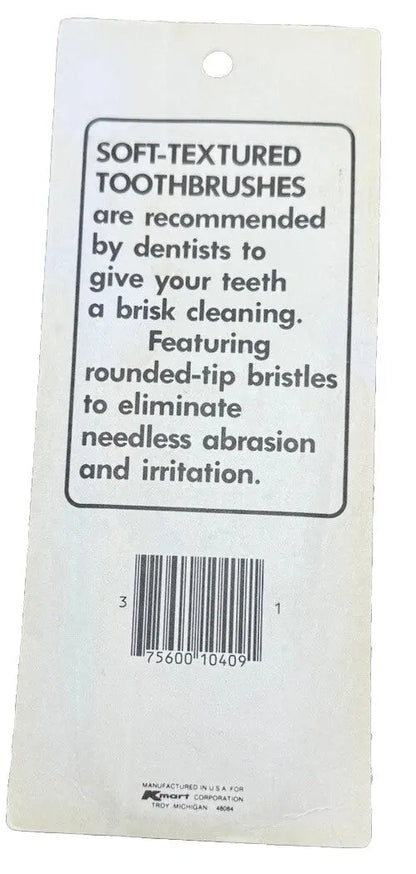 SOFT-TEXTURED
TOOTHBRUSHES
are recommended
by dentists to
give your teeth
a brisk cleaning.
Featuring
rounded-tip bristles
to eliminate
needless abrasion
and irritation.
3 75600 10409 1
MANUFACTURED IN U S A FOR
Kmart CORPORATION
TROY MICHIGAN 48084